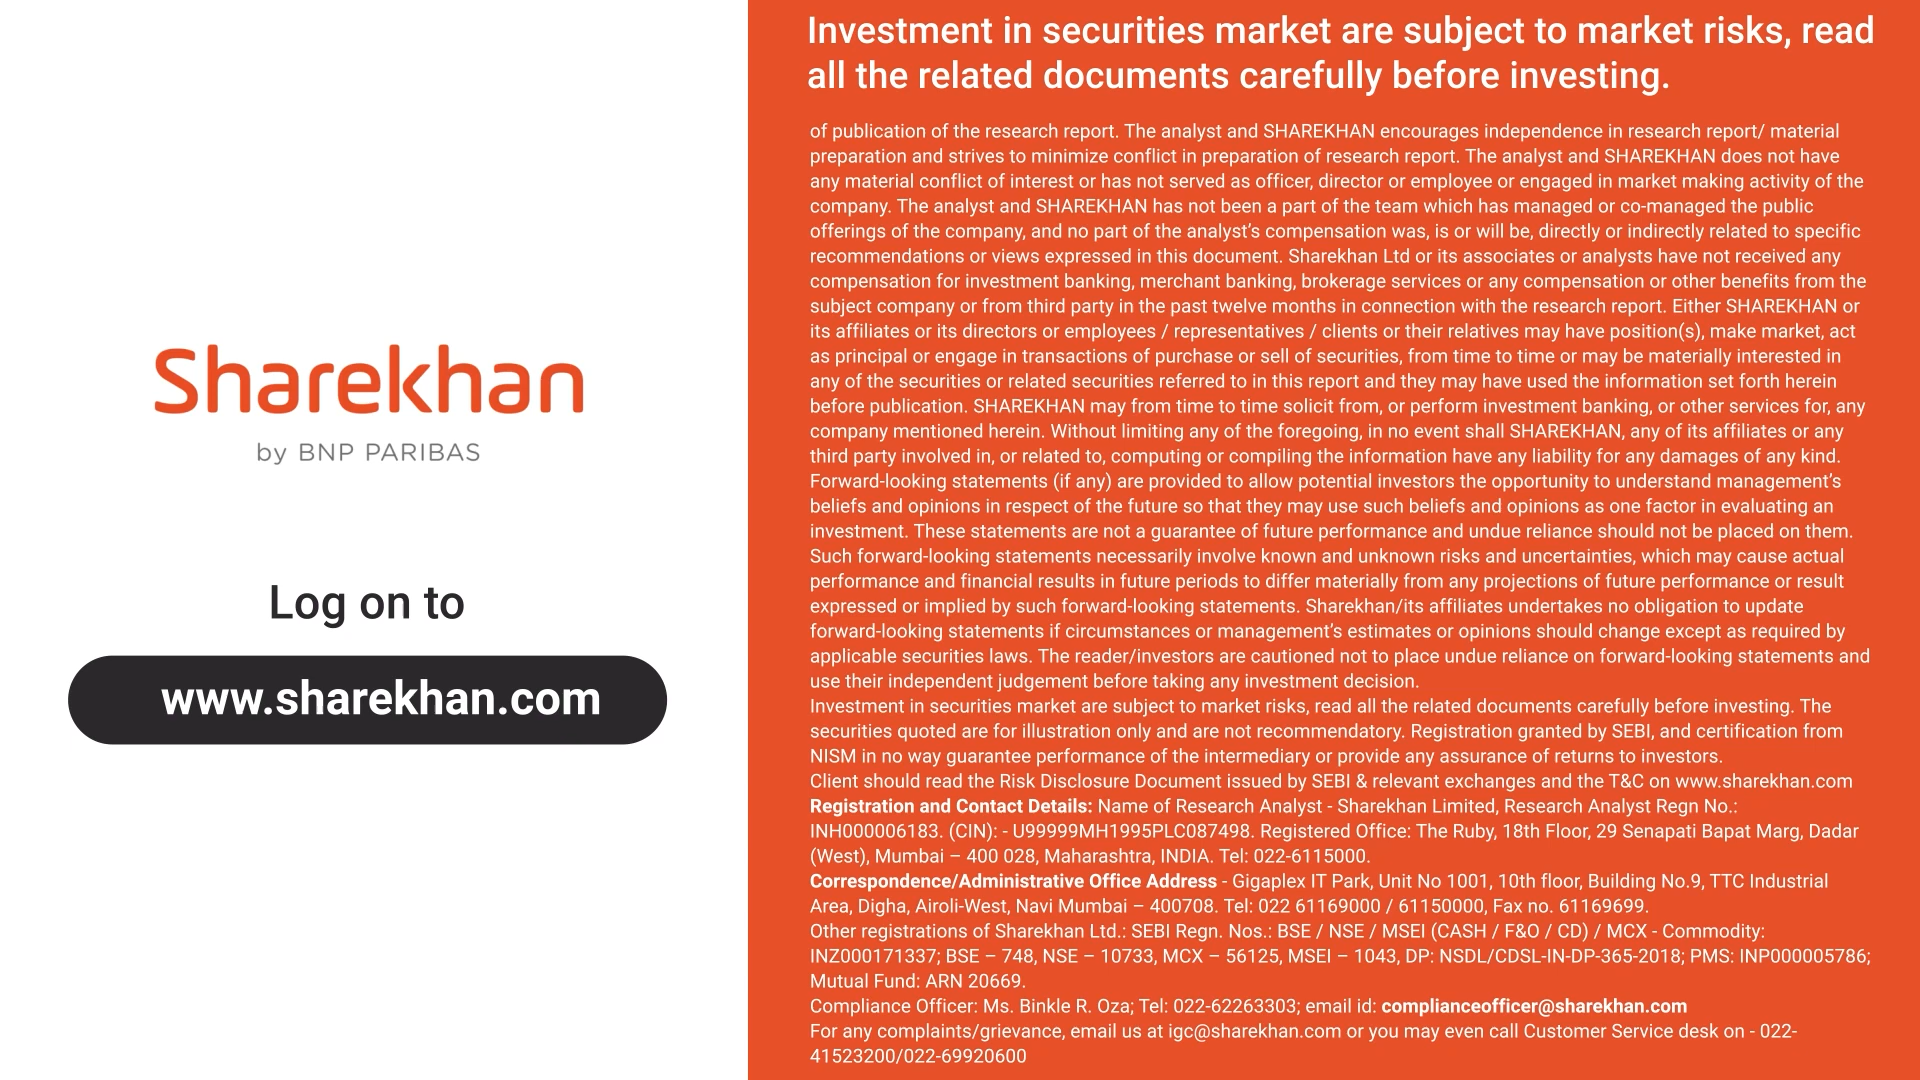 Sharekhan
by BNP PARIBAS
Log on to
www.sharekhan.com
Investment in securities market are subject to market risks, read
all the related documents carefully before investing.
of publication of the research report. The analyst and SHAREKHAN encourages independence in research report/ material
preparation and strives to minimize conflict in preparation of research report. The analyst and SHAREKHAN does not have
any material conflict of interest or has not served as officer, director or employee or engaged in market making activity of the
company. The analyst and SHAREKHAN has not been a part of the team which has managed or co-managed the public
offerings of the company, and no part of the analyst’s compensation was, is or will be, directly or indirectly related to specific
recommendations or views expressed in this document. Sharekhan Ltd or its associates or analysts have not received any
compensation for investment banking, merchant banking, brokerage services or any compensation or other benefits from the
subject company or from third party in the past twelve months in connection with the research report. Either SHAREKHAN or
its affiliates or its directors or employees / representatives / clients or their relatives may have position(s), make market, act
as principal or engage in transactions of purchase or sell of securities, from time to time or may be materially interested in
any of the securities or related securities referred to in this report and they may have used the information set forth herein
before publication. SHAREKHAN may from time to time solicit from, or perform investment banking, or other services for, any
company mentioned herein. Without limiting any of the foregoing, in no event shall SHAREKHAN, any of its affiliates or any
third party involved in, or related to, computing or compiling the information have any liability for any damages of any kind.
Forward-looking statements (if any) are provided to allow potential investors the opportunity to understand management’s
beliefs and opinions in respect of the future so that they may use such beliefs and opinions as one factor in evaluating an
investment. These statements are not a guarantee of future performance and undue reliance should not be placed on them.
Such forward-looking statements necessarily involve known and unknown risks and uncertainties, which may cause actual
performance and financial results in future periods to differ materially from any projections of future performance or result
expressed or implied by such forward-looking statements. Sharekhan/its affiliates undertakes no obligation to update
forward-looking statements if circumstances or management’s estimates or opinions should change except as required by
applicable securities laws. The reader/investors are cautioned not to place undue reliance on forward-looking statements and
use their independent judgement before taking any investment decision.
Investment in securities market are subject to market risks, read all the related documents carefully before investing. The
securities quoted are for illustration only and are not recommendatory. Registration granted by SEBI, and certification from
NISM in no way guarantee performance of the intermediary or provide any assurance of returns to investors.
Client should read the Risk Disclosure Document issued by SEBI & relevant exchanges and the T&C on www.sharekhan.com
Registration and Contact Details: Name of Research Analyst - Sharekhan Limited, Research Analyst Regn No.:
INH000006183. (CIN): - U99999MH1995PLC087498. Registered Office: The Ruby, 18th Floor, 29 Senapati Bapat Marg, Dadar
(West), Mumbai – 400 028, Maharashtra, INDIA. Tel: 022-6115000.
Correspondence/Administrative Office Address - Gigaplex IT Park, Unit No 1001, 10th floor, Building No.9, TTC Industrial
Area, Digha, Airoli-West, Navi Mumbai – 400708. Tel: 022 61169000 / 61150000, Fax no. 61169699.
Other registrations of Sharekhan Ltd.: SEBI Regn. Nos.: BSE / NSE / MSEI (CASH / F&O / CD) / MCX - Commodity:
INZ000171337; BSE – 748, NSE – 10733, MCX – 56125, MSEI – 1043, DP: NSDL/CDSL-IN-DP-365-2018; PMS: INP000005786;
Mutual Fund: ARN 20669.
Compliance Officer: Ms. Binkle R. Oza; Tel: 022-62263303; email id: complianceofficer@sharekhan.com
For any complaints/grievance, email us at igc@sharekhan.com or you may even call Customer Service desk on - 022-
41523200/022-69920600